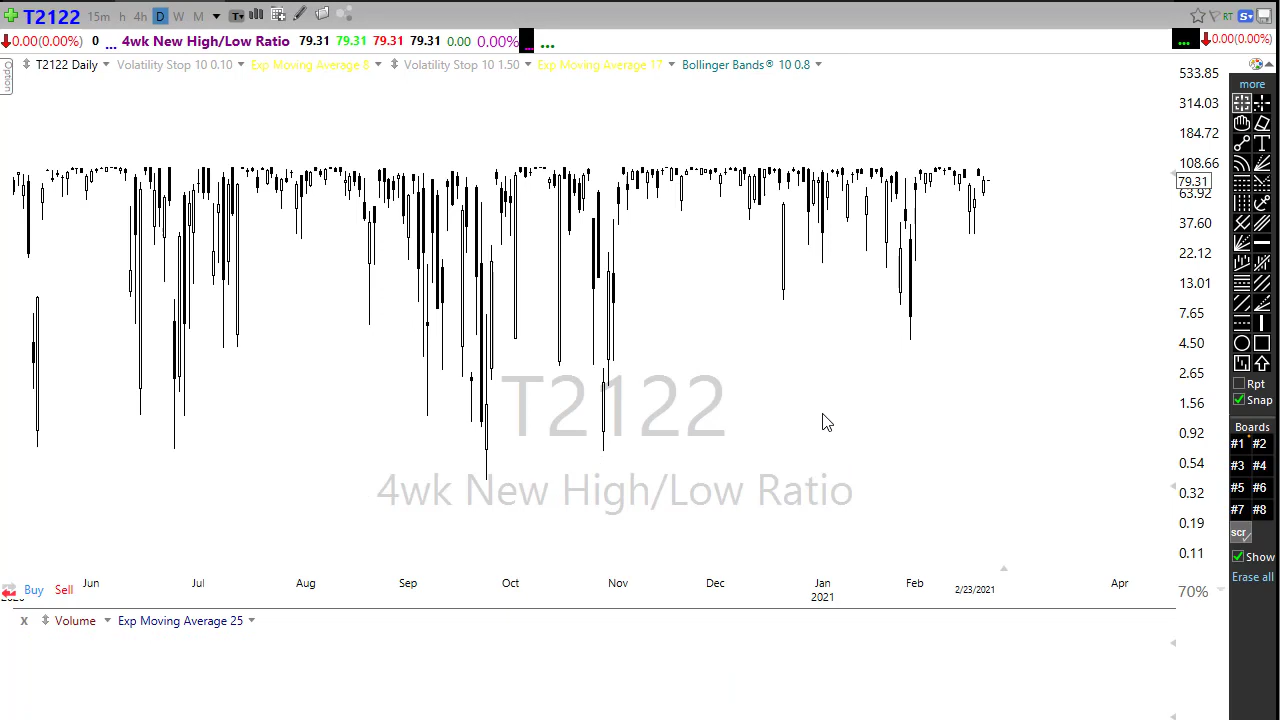 T2122 15m h 4h D W M T RT S
0.00(0.00%) 0 ... 4wk New High/Low Ratio 79.31 79.31 79.31 79.31 0.00 0.00% ... ... ... 0.00(0.00%)
Option
T2122 Daily Volatility Stop 10 0.10 Exp Moving Average 8 Volatility Stop 10 1.50 Exp Moving Average 17 Bollinger Bands® 10 0.8
533.85
314.03
184.72
108.66
79.31
63.92
37.60
22.12
13.01
7.65
4.50
2.65
1.56
0.92
0.54
0.32
0.19
0.11
70%
T2122
4wk New High/Low Ratio
Jun Jul Aug Sep Oct Nov Dec Jan Feb 2/23/2021 Apr
2021
Buy Sell
x Volume Exp Moving Average 25
more
T
Rpt
Snap
Boards
#1 #2
#3 #4
#5 #6
#7 #8
scr
Show
Erase all